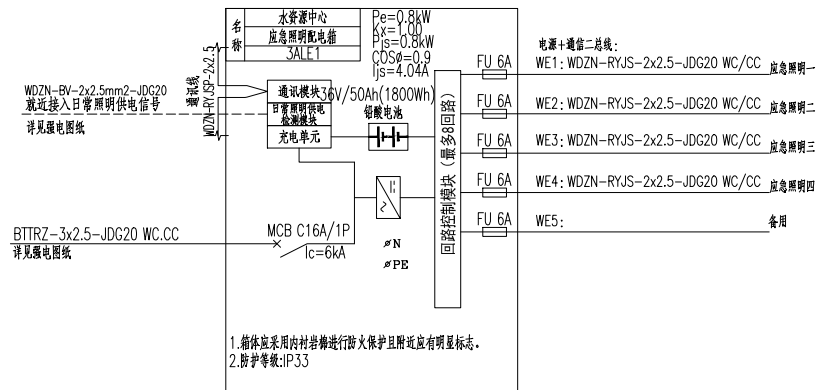 名称
水资源中心
应急照明配电箱
3ALE1
Pe=0.8kW
Kx=1.00
Pjs=0.8kW
COSø=0.9
Ijs=4.04A
通讯线
WDZN-RYJSP-2x2.5
WDZN-BV-2x2.5mm2-JDG20
就近接入日常照明供电信号
详见强电图纸
通讯模块
日常照明供电
检测模块
充电单元
36V/50Ah(1800Wh)
铅酸电池
回路控制模块（最多8回路）
电源+通信二总线：
FU 6A
WE1: WDZN-RYJS-2x2.5-JDG20 WC/CC
应急照明一
FU 6A
WE2: WDZN-RYJS-2x2.5-JDG20 WC/CC
应急照明二
FU 6A
WE3: WDZN-RYJS-2x2.5-JDG20 WC/CC
应急照明三
FU 6A
WE4: WDZN-RYJS-2x2.5-JDG20 WC/CC
应急照明四
FU 6A
WE5:
备用
BTTRZ-3x2.5-JDG20 WC.CC
详见强电图纸
MCB C16A/1P
Ic=6kA
øN
øPE
1.箱体应采用内衬岩棉进行防火保护且附近应有明显标志。
2.防护等级:IP33